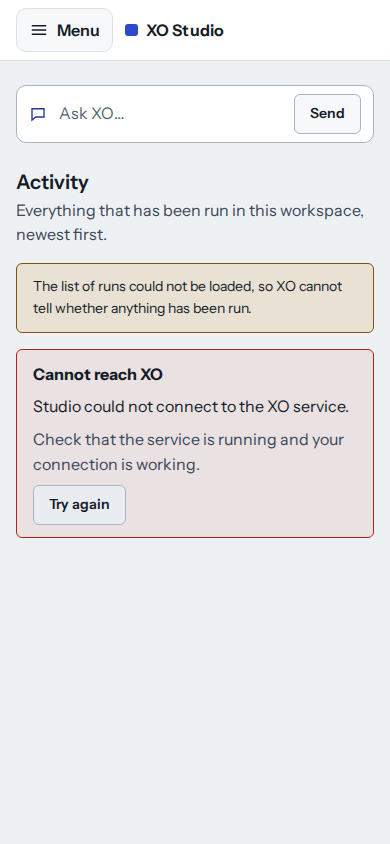 Menu
XO Studio
Ask XO...
Send
Activity
Everything that has been run in this workspace,
newest first.
The list of runs could not be loaded, so XO cannot
tell whether anything has been run.
Cannot reach XO
Studio could not connect to the XO service.
Check that the service is running and your
connection is working.
Try again